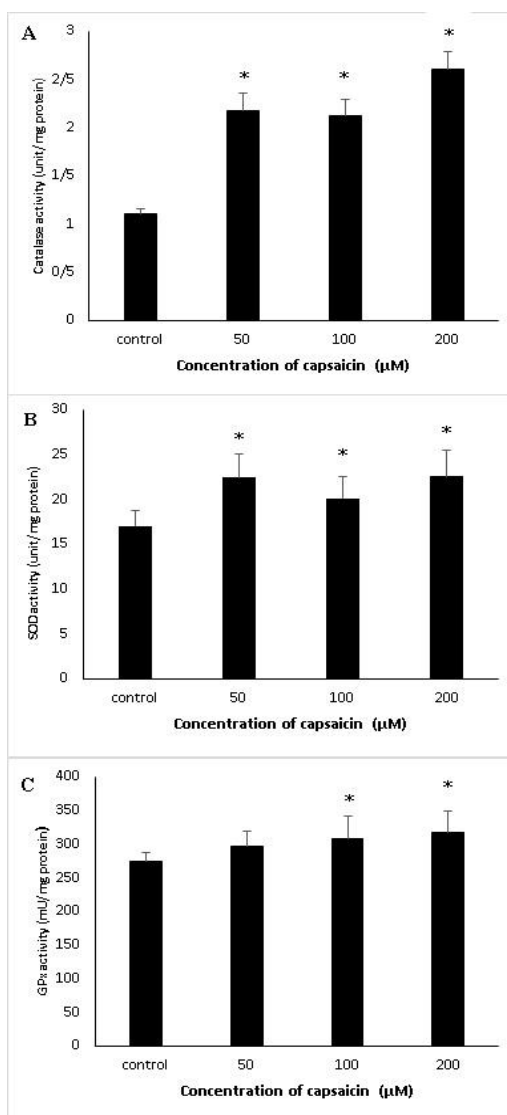 A
Catalase activity (unit/mg protein)
3
2/5
2
1/5
1
0/5
0
* * *
control 50 100 200
Concentration of capsaicin (μM)
B
SOD activity (unit/mg protein)
30
25
20
15
10
5
0
* * *
control 50 100 200
Concentration of capsaicin (μM)
C
GPx activity (mU/mg protein)
400
350
300
250
200
150
100
50
0
* *
control 50 100 200
Concentration of capsaicin (μM)